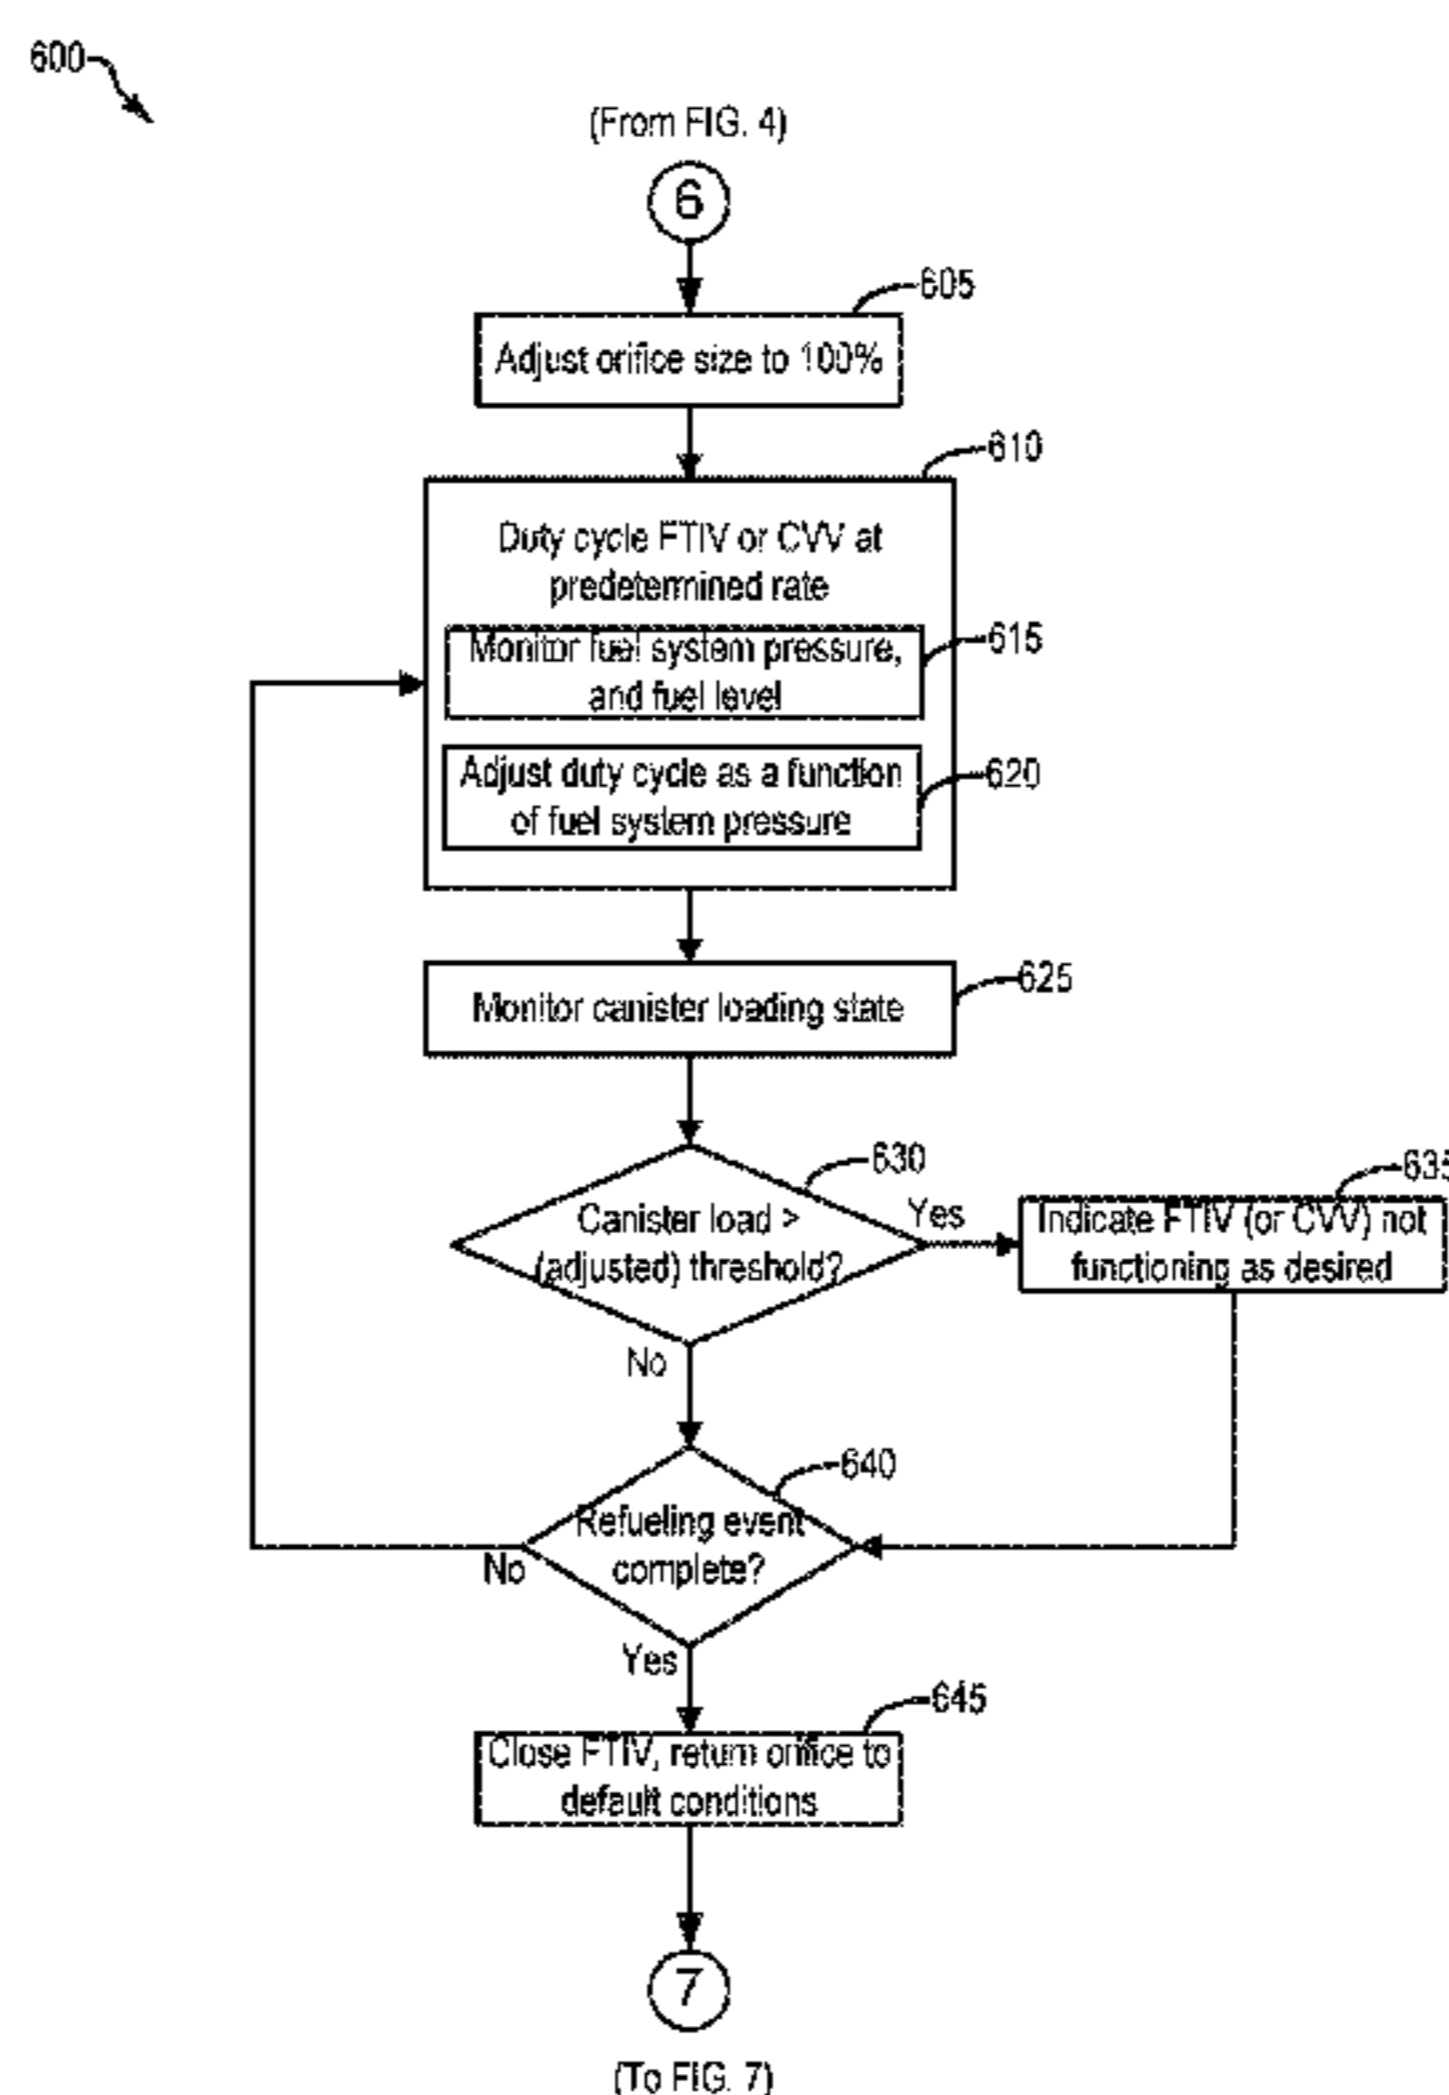 600
(From FIG. 4)
6
605
Adjust orifice size to 100%
610
Duty cycle FTIV or CVV at
predetermined rate
615
Monitor fuel system pressure,
and fuel level
620
Adjust duty cycle as a function
of fuel system pressure
625
Monitor canister loading state
630
Canister load >
(adjusted) threshold?
Yes
635
Indicate FTIV (or CVV) not
functioning as desired
No
640
Refueling event
complete?
No
Yes
645
Close FTIV, return orifice to
default conditions
7
(To FIG. 7)